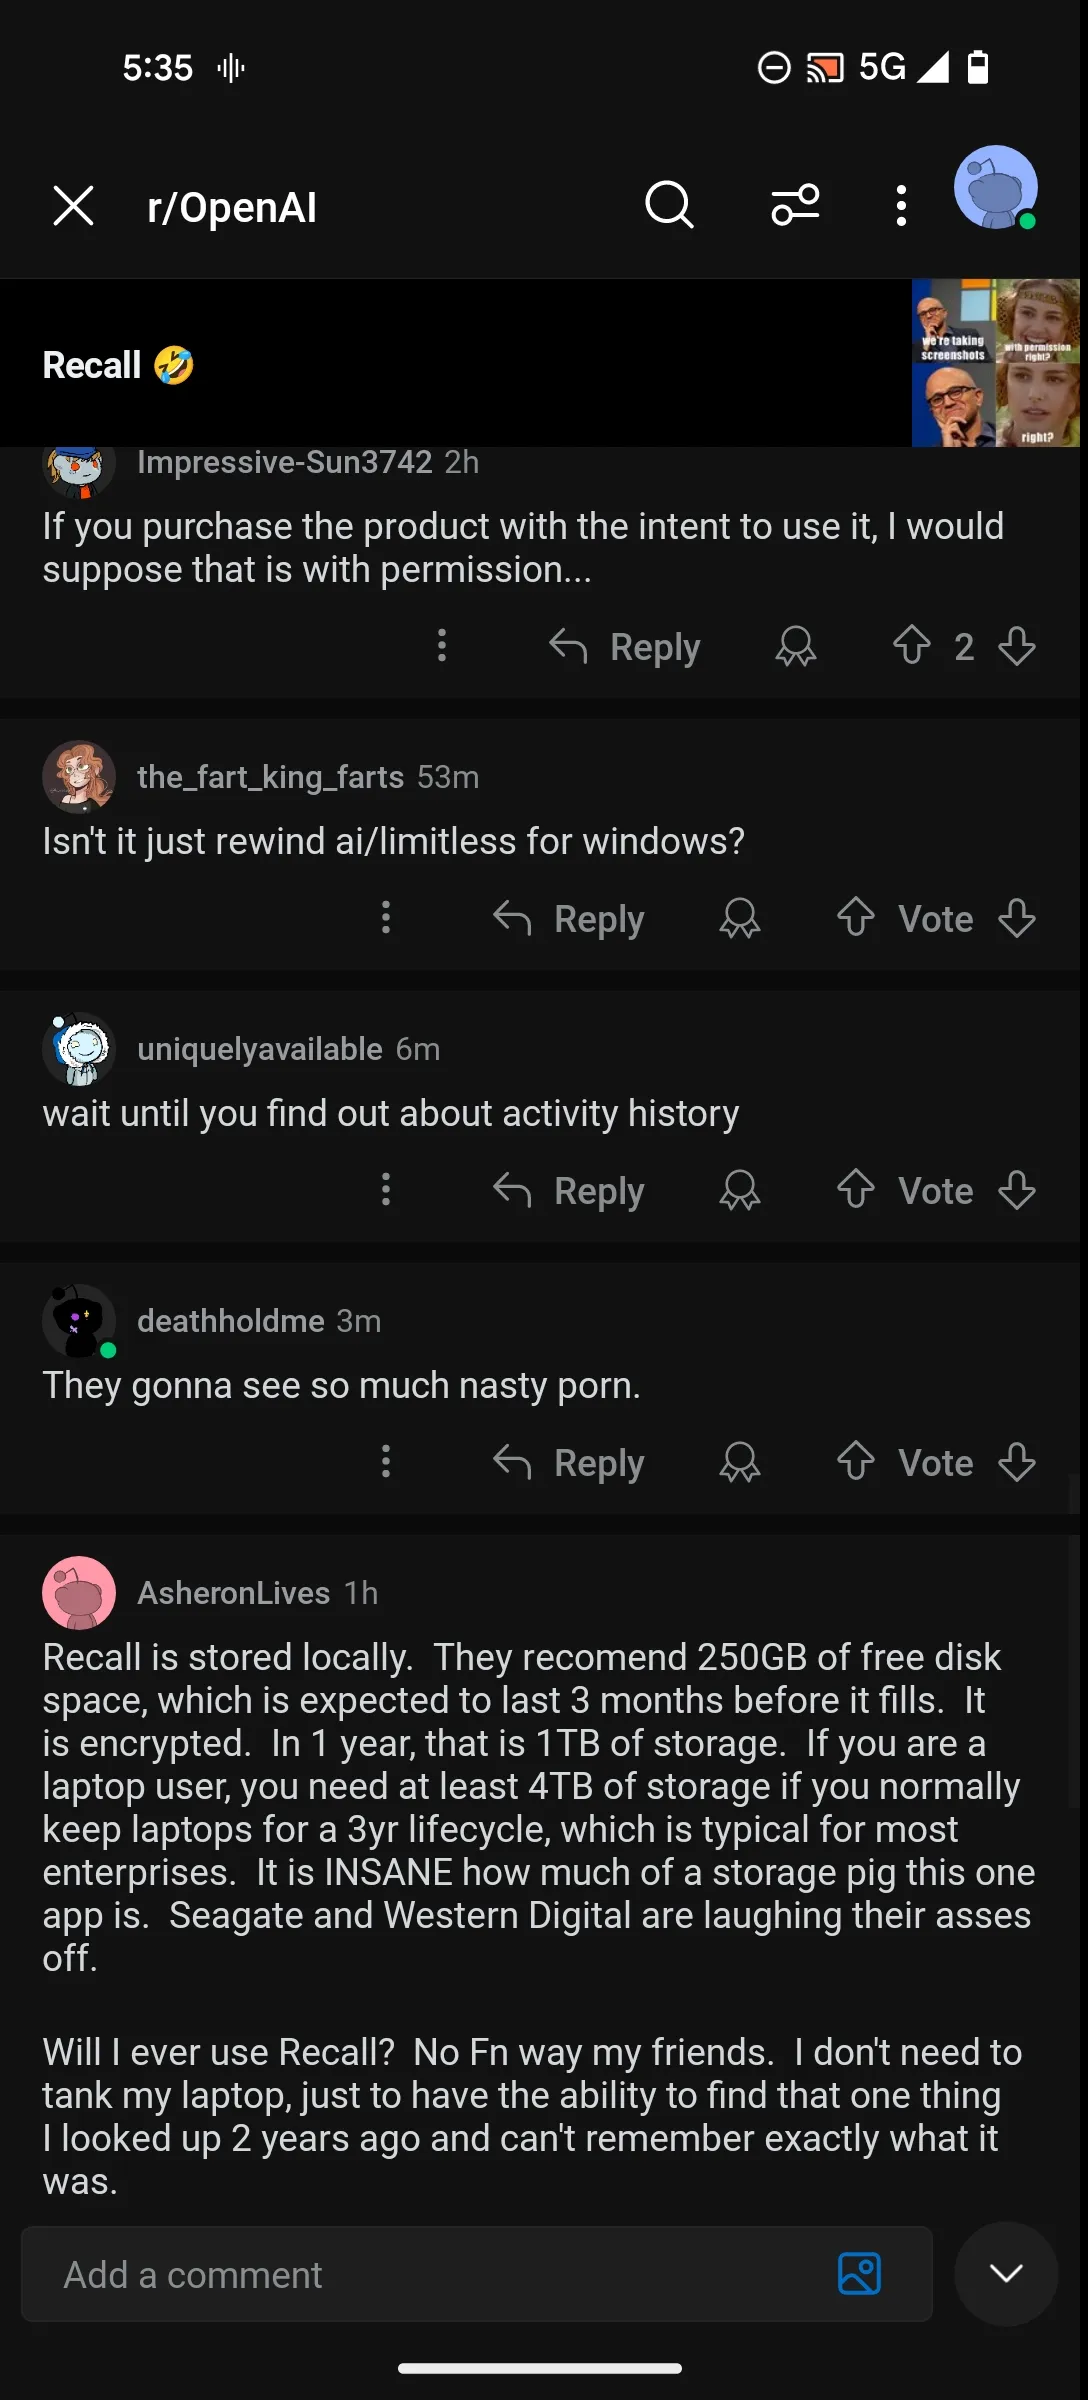 5:35
5G
r/OpenAI
Recall 🤣
we're taking
screenshots
with permission
right?
right?
Impressive-Sun3742 2h
If you purchase the product with the intent to use it, I would
suppose that is with permission...
Reply
2
the_fart_king_farts 53m
Isn't it just rewind ai/limitless for windows?
Reply
Vote
uniquelyavailable 6m
wait until you find out about activity history
Reply
Vote
deathholdme 3m
They gonna see so much nasty porn.
Reply
Vote
AsheronLives 1h
Recall is stored locally.  They recomend 250GB of free disk
space, which is expected to last 3 months before it fills.  It
is encrypted.  In 1 year, that is 1TB of storage.  If you are a
laptop user, you need at least 4TB of storage if you normally
keep laptops for a 3yr lifecycle, which is typical for most
enterprises.  It is INSANE how much of a storage pig this one
app is.  Seagate and Western Digital are laughing their asses
off.
Will I ever use Recall?  No Fn way my friends.  I don't need to
tank my laptop, just to have the ability to find that one thing
I looked up 2 years ago and can't remember exactly what it
was.
Add a comment